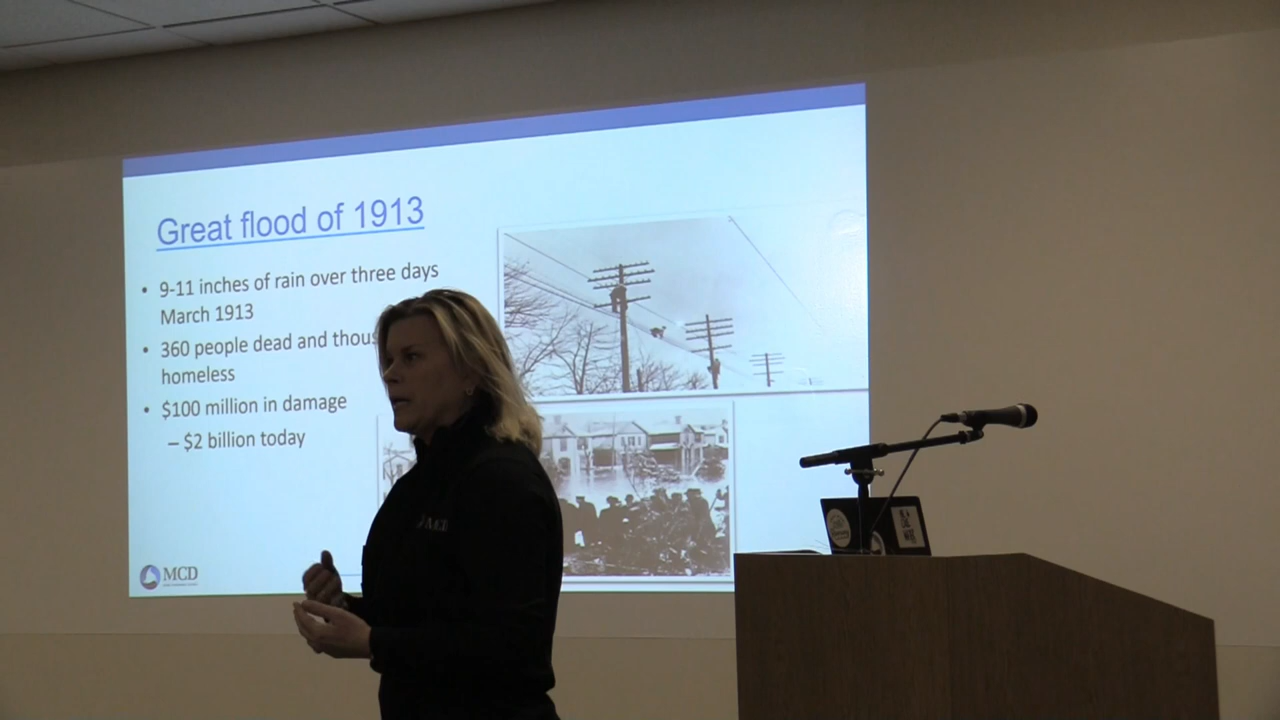 Great flood of 1913
• 9-11 inches of rain over three days
March 1913
• 360 people dead and thous
homeless
• $100 million in damage
– $2 billion today
MCD
MCD